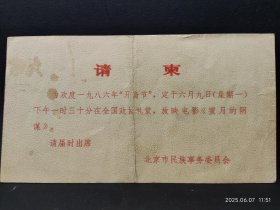 请柬
为欢度一九八六年“开斋节”，定于六月九日（星期一）
下午一时三十分在全国政协礼堂，放映电影《蜜月的阴
谋》。
请届时出席
北京市民族事务委员会
2025.06.07 11:51